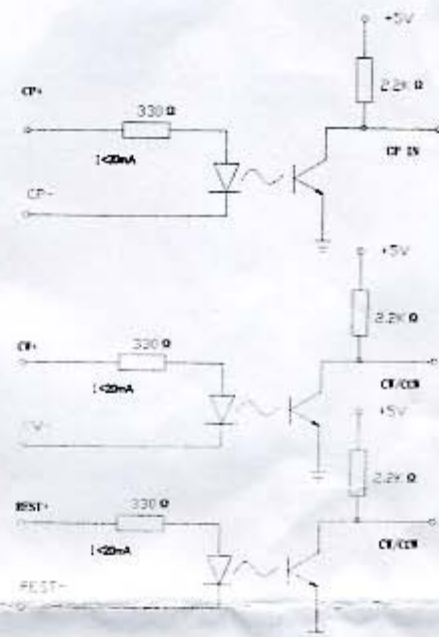 +5V
2.2K Ω
CP+
330 Ω
I<20mA
CP IN
CP-
+5V
2.2K Ω
CW+
330 Ω
I<20mA
CW/CCW
CW-
+5V
2.2K Ω
REST+
330 Ω
I<20mA
CW/CCW
REST-